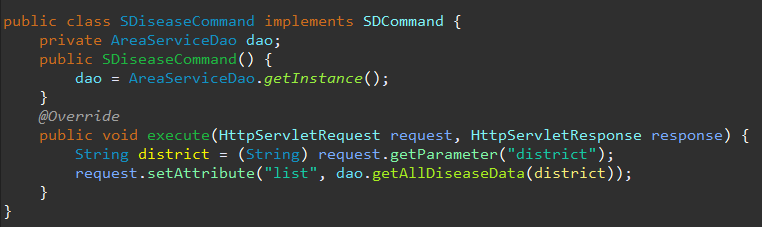 public class SDiseaseCommand implements SDCommand {
    private AreaServiceDao dao;
    public SDiseaseCommand() {
        dao = AreaServiceDao.getInstance();
    }
    @Override
    public void execute(HttpServletRequest request, HttpServletResponse response) {
        String district = (String) request.getParameter("district");
        request.setAttribute("list", dao.getAllDiseaseData(district));
    }
}